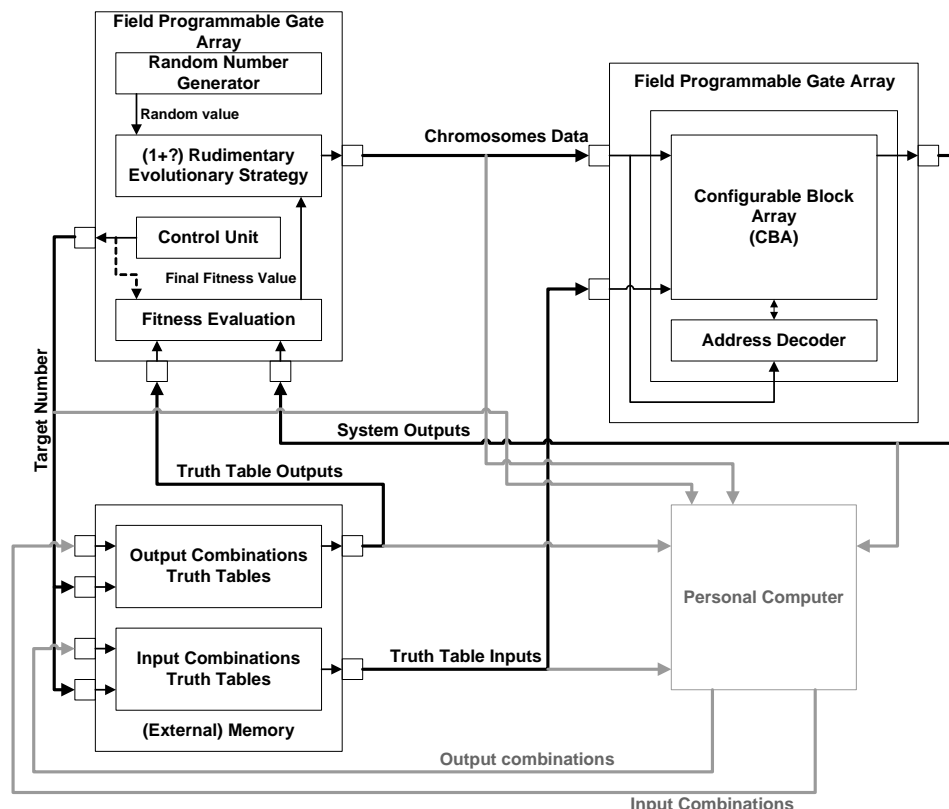 Field Programmable Gate
Array
Random Number
Generator
Random value
(1+?) Rudimentary
Evolutionary Strategy
Control Unit
Final Fitness Value
Fitness Evaluation
Chromosomes Data
Field Programmable Gate Array
Configurable Block
Array
(CBA)
Address Decoder
Target Number
System Outputs
Truth Table Outputs
Output Combinations
Truth Tables
Input Combinations
Truth Tables
(External) Memory
Truth Table Inputs
Personal Computer
Output combinations
Input Combinations